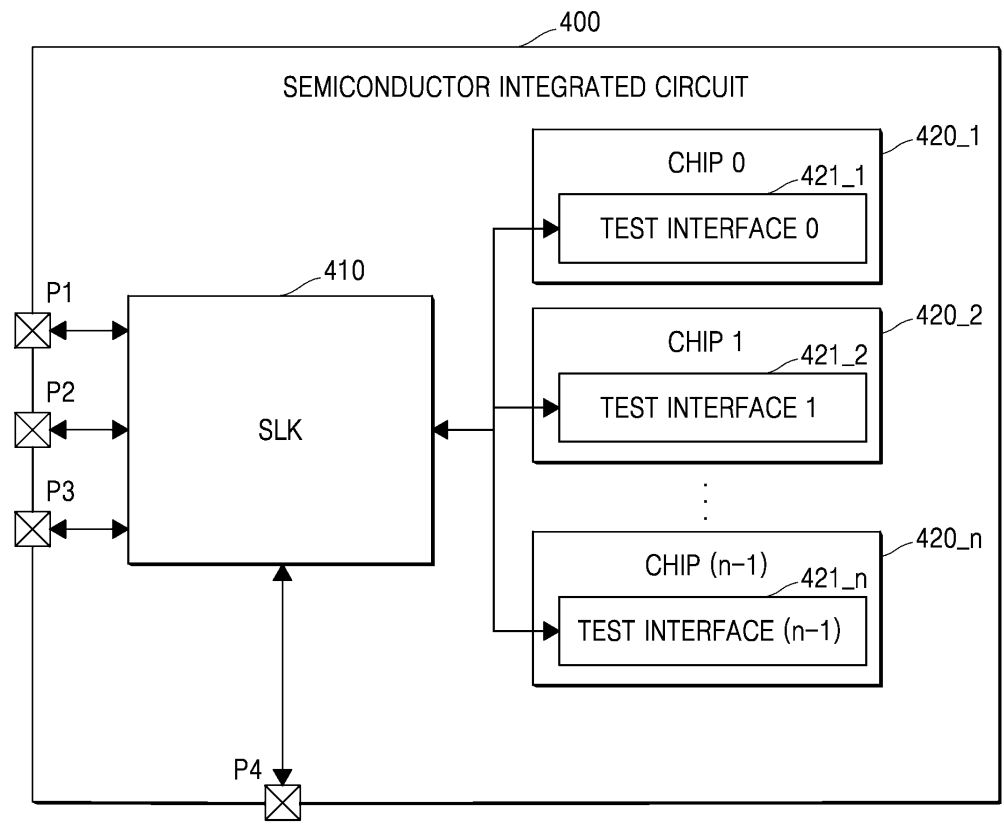 400
SEMICONDUCTOR INTEGRATED CIRCUIT
420_1
CHIP 0
421_1
TEST INTERFACE 0
410
P1
420_2
CHIP 1
421_2
TEST INTERFACE 1
P2
SLK
P3
420_n
CHIP (n-1)
421_n
TEST INTERFACE (n-1)
P4